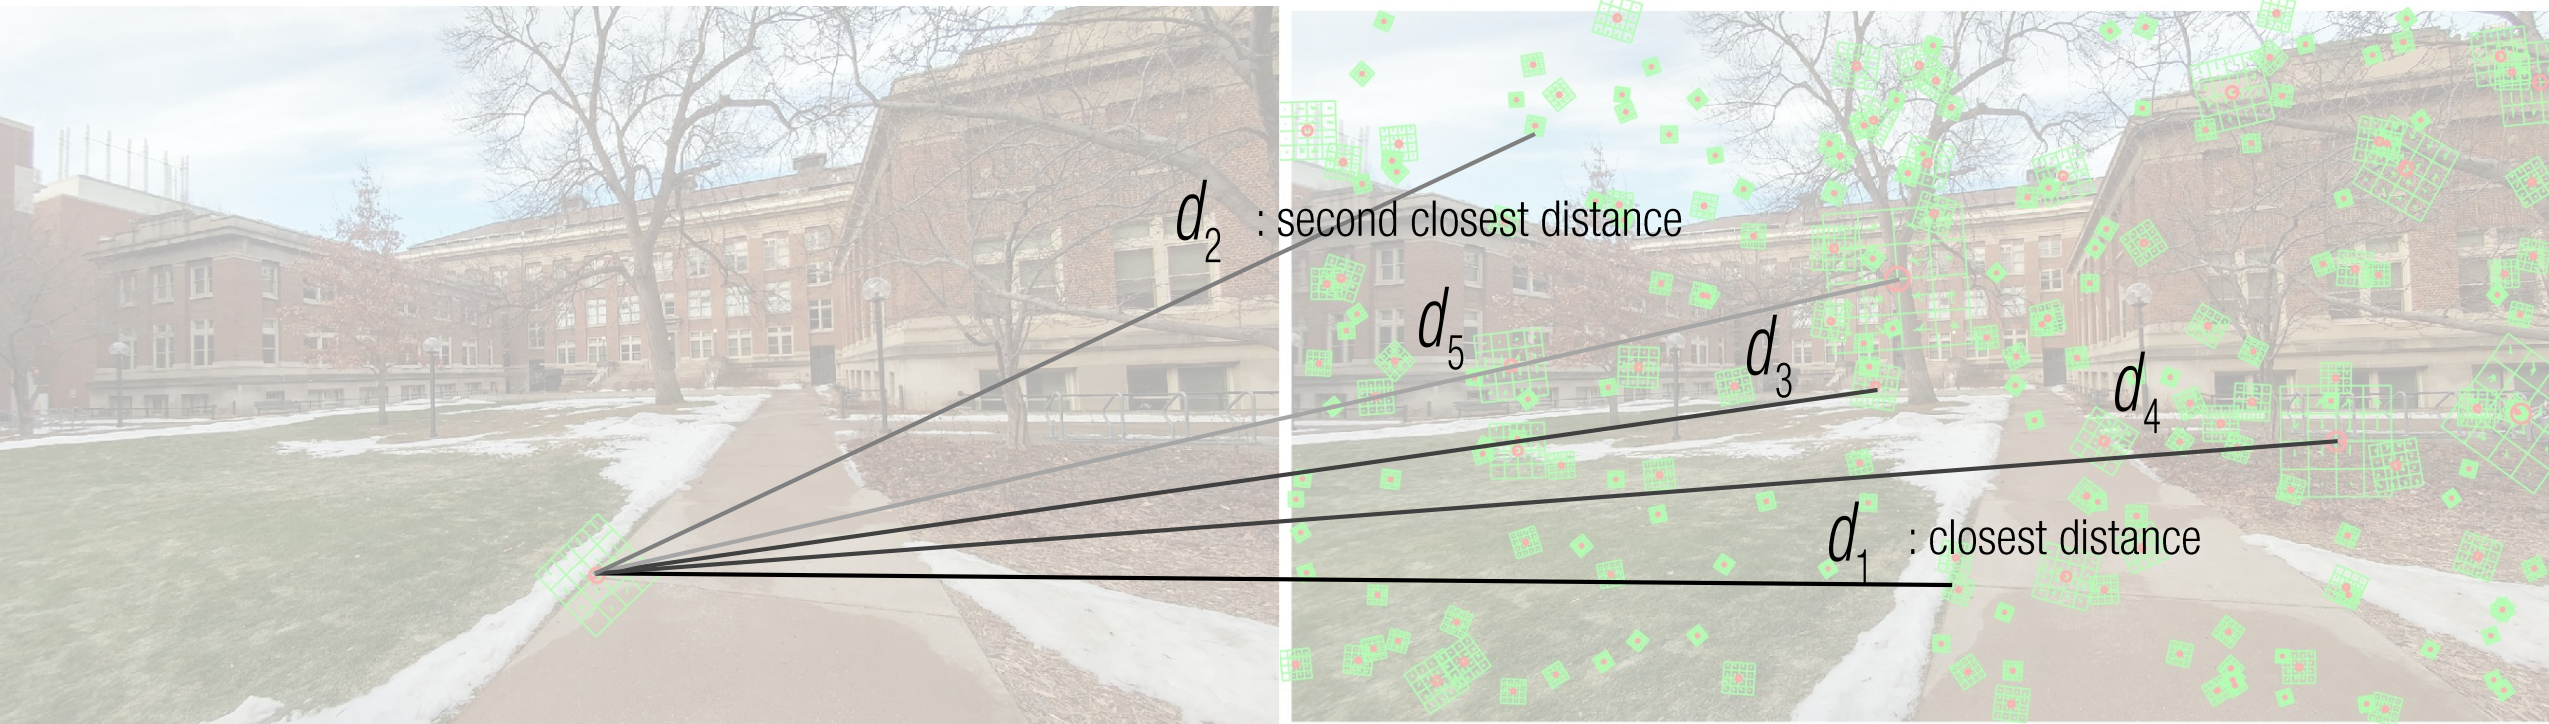 d2 : second closest distance
d5
d3
d4
d1 : closest distance